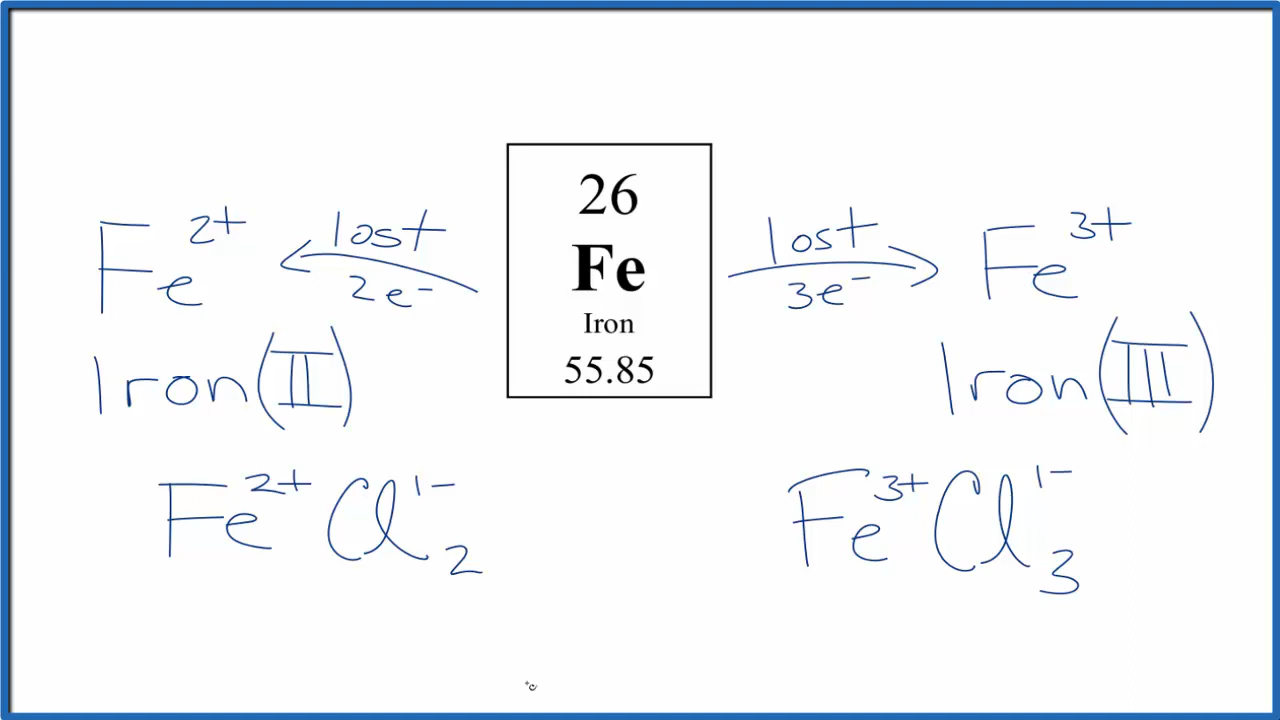 26
Fe
Iron
55.85
Fe²⁺
lost
2e⁻
Iron (II)
Fe²⁺Cl¹⁻₂
lost
3e⁻
Fe³⁺
Iron (III)
Fe³⁺Cl¹⁻₃